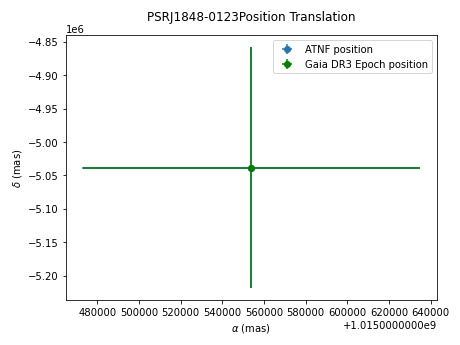 PSRJ1848-0123Position Translation
1e6
ATNF position
Gaia DR3 Epoch position
−4.85
−4.90
−4.95
−5.00
−5.05
−5.10
−5.15
−5.20
δ (mas)
480000 500000 520000 540000 560000 580000 600000 620000 640000
+1.0150000000e9
α (mas)